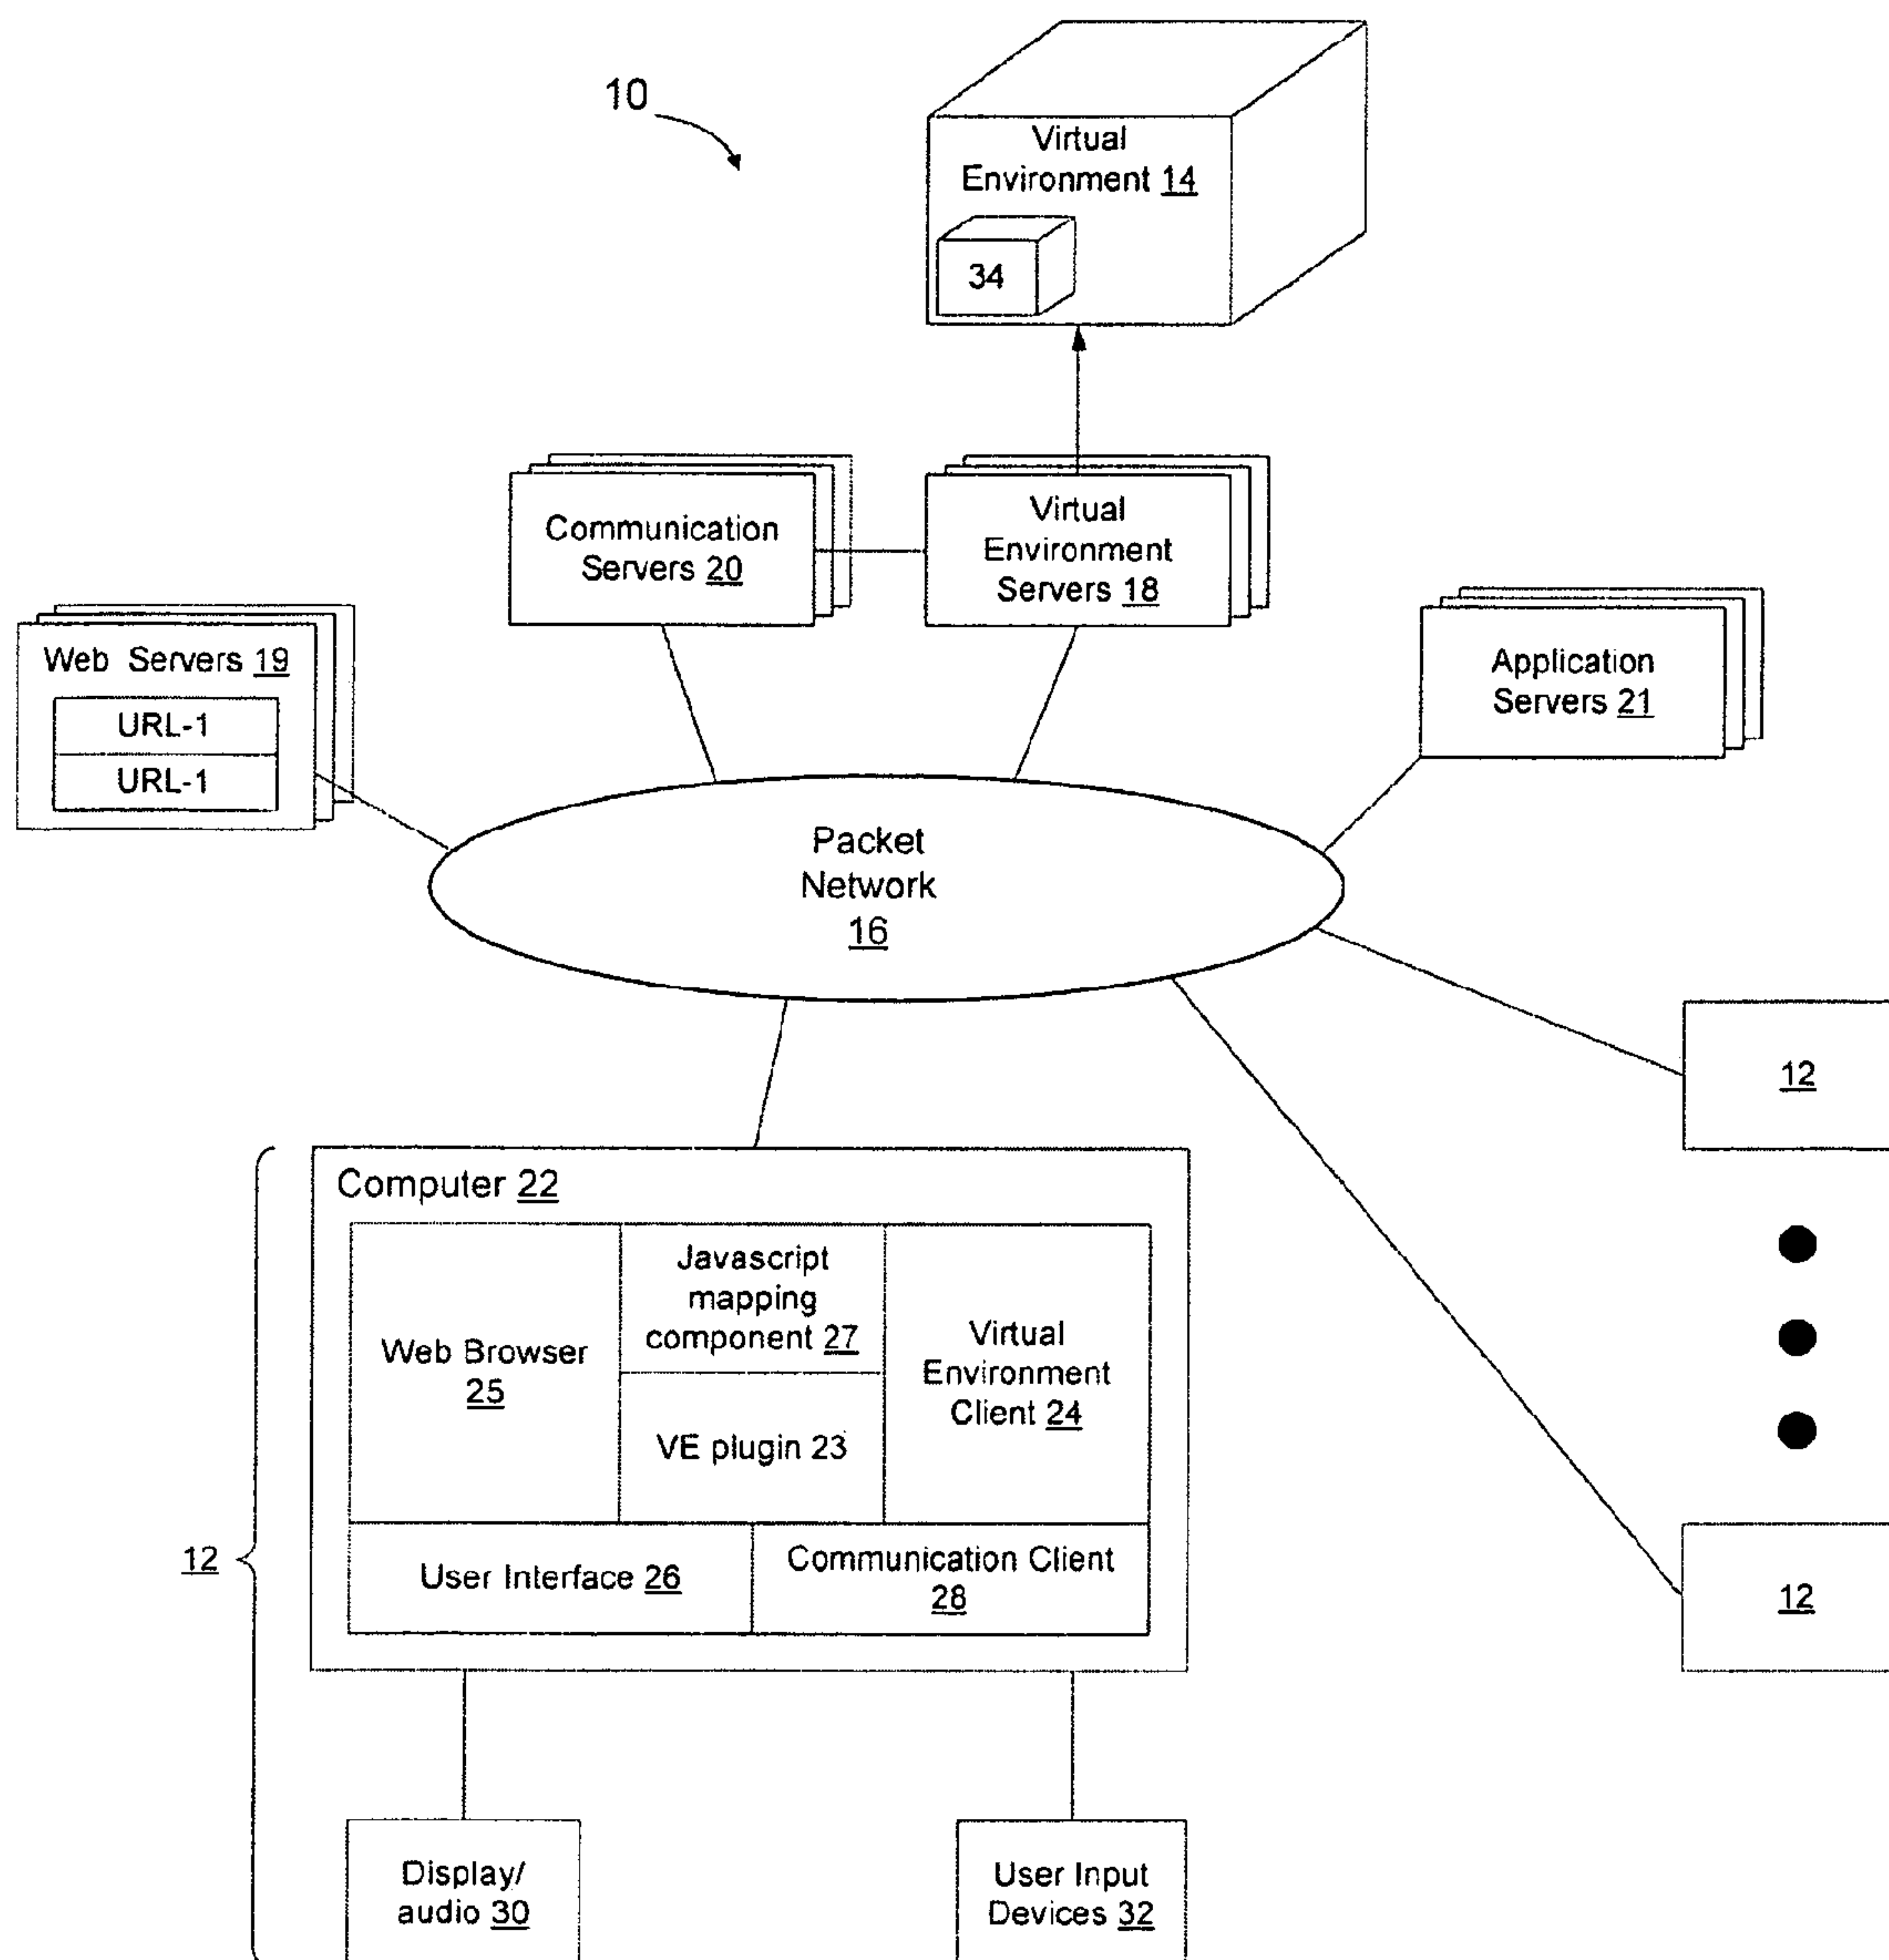 10
Virtual
Environment 14
34
Communication
Servers 20
Virtual
Environment
Servers 18
Web Servers 19
URL-1
URL-1
Application
Servers 21
Packet
Network
16
12
12
12
Computer 22
Web Browser
25
Javascript
mapping
component 27
VE plugin 23
Virtual
Environment
Client 24
User Interface 26
Communication Client
28
Display/
audio 30
User Input
Devices 32